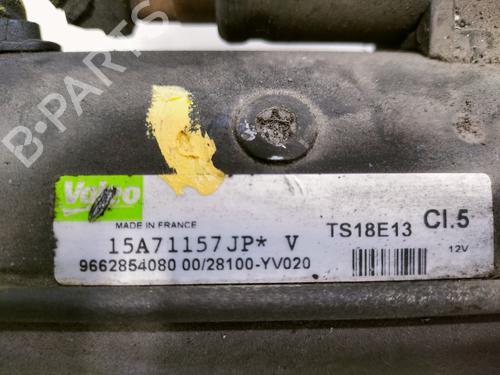 B-PARTS
Valeo
MADE IN FRANCE
15A71157JP* V
TS18E13 Cl.5
9662854080 00/28100-YV020
12V